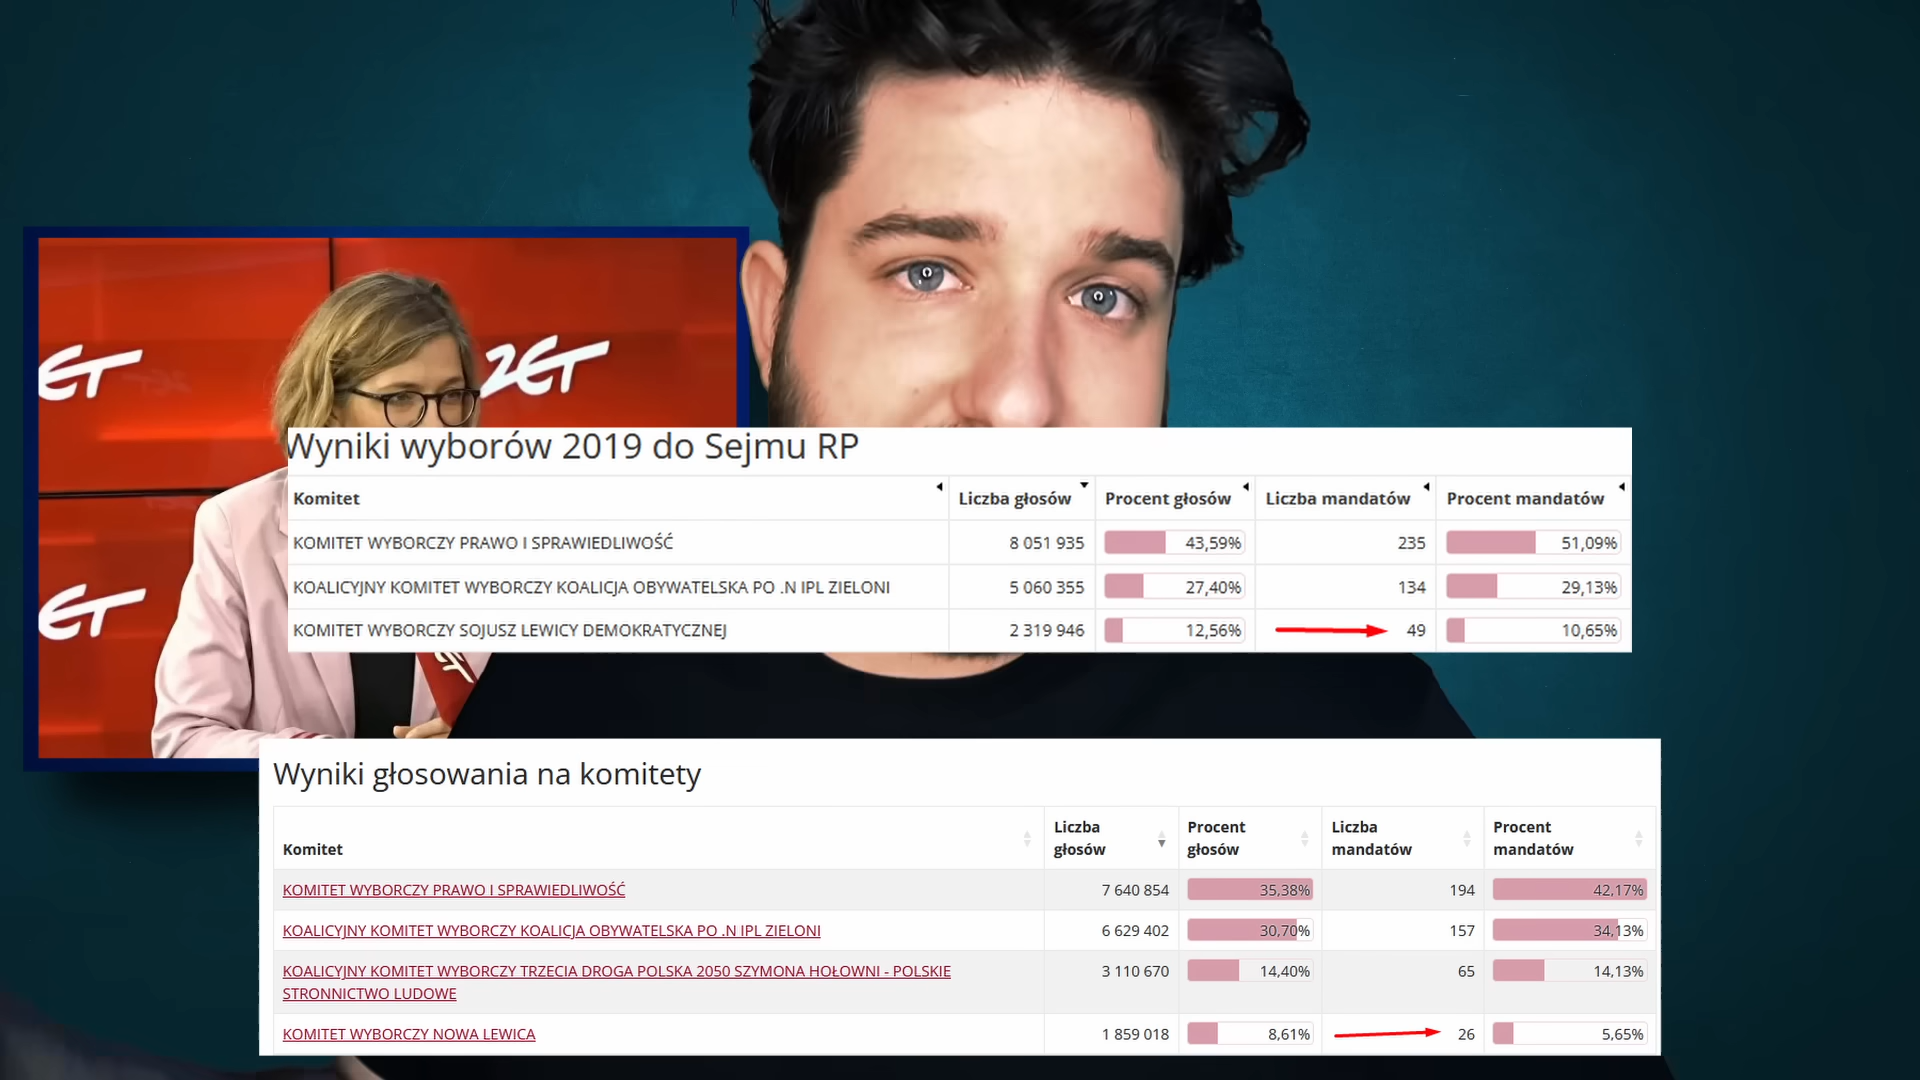 ET
ZET
ET
ET
Wyniki wyborów 2019 do Sejmu RP
Komitet Liczba głosów Procent głosów Liczba mandatów Procent mandatów
KOMITET WYBORCZY PRAWO I SPRAWIEDLIWOŚĆ 8 051 935 43,59% 235 51,09%
KOALICYJNY KOMITET WYBORCZY KOALICJA OBYWATELSKA PO .N IPL ZIELONI 5 060 355 27,40% 134 29,13%
KOMITET WYBORCZY SOJUSZ LEWICY DEMOKRATYCZNEJ 2 319 946 12,56% 49 10,65%
Wyniki głosowania na komitety
Komitet Liczba głosów Procent głosów Liczba mandatów Procent mandatów
KOMITET WYBORCZY PRAWO I SPRAWIEDLIWOŚĆ 7 640 854 35,38% 194 42,17%
KOALICYJNY KOMITET WYBORCZY KOALICJA OBYWATELSKA PO .N IPL ZIELONI 6 629 402 30,70% 157 34,13%
KOALICYJNY KOMITET WYBORCZY TRZECIA DROGA POLSKA 2050 SZYMONA HOŁOWNI - POLSKIE
STRONNICTWO LUDOWE 3 110 670 14,40% 65 14,13%
KOMITET WYBORCZY NOWA LEWICA 1 859 018 8,61% 26 5,65%